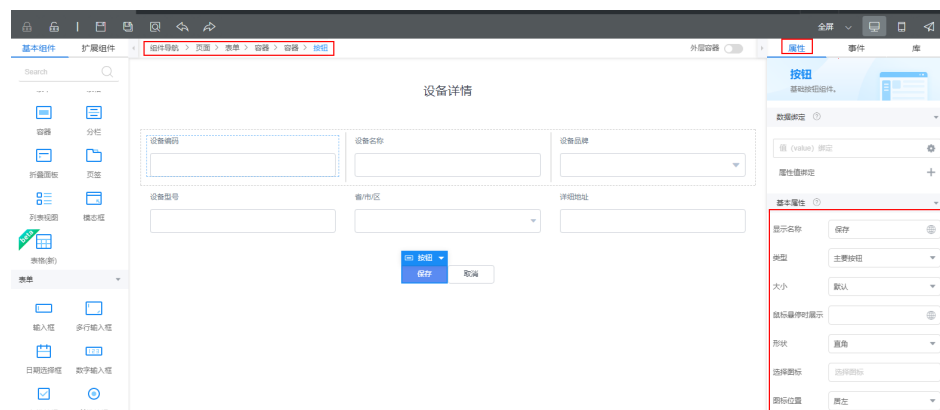 全屏
基本组件 扩展组件
组件导航 > 页面 > 表单 > 容器 > 容器 > 按钮
外层容器
属性 事件 库
Search
容器 分栏
折叠面板 页签
列表视图 模态框
beta
表格(新)
表单
输入框 多行输入框
日期选择框 数字输入框
设备详情
设备编码 设备名称 设备品牌
设备型号 省/市/区 详细地址
按钮
保存 取消
按钮
基础按钮组件。
数据绑定
值 (value) 绑定
属性值绑定
基本属性
显示名称 保存
类型 主要按钮
大小 默认
鼠标悬停时展示
形状 直角
选择图标 选择图标
图标位置 居左